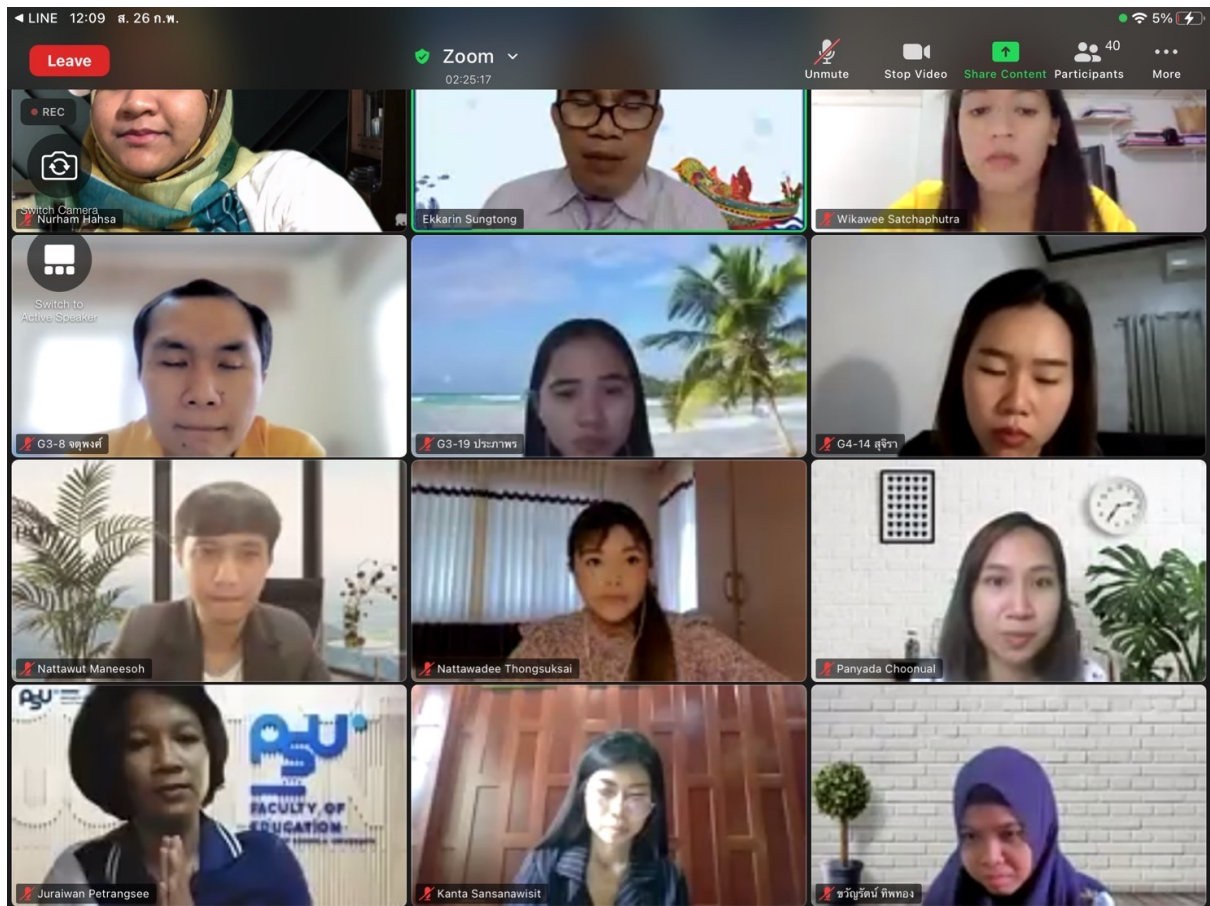 LINE 12:09 ส. 26 ก.พ.
5%
Leave
Zoom
02:25:17
Unmute
Stop Video
Share Content
40
Participants
More
REC
Switch Camera
Nurham Hahsa
Ekkarin Sungtong
Wikawee Satchaphutra
Switch to
Active Speaker
G3-8 จตุพงศ์
G3-19 ประภาพร
G4-14 สุจิรา
Nattawut Maneesoh
Nattawadee Thongsuksai
Panyada Choonual
PSU
PSU
FACULTY OF
EDUCATION
Juraiwan Petrangsee
Kanta Sansanawisit
ขวัญรัตน์ ทิพทอง